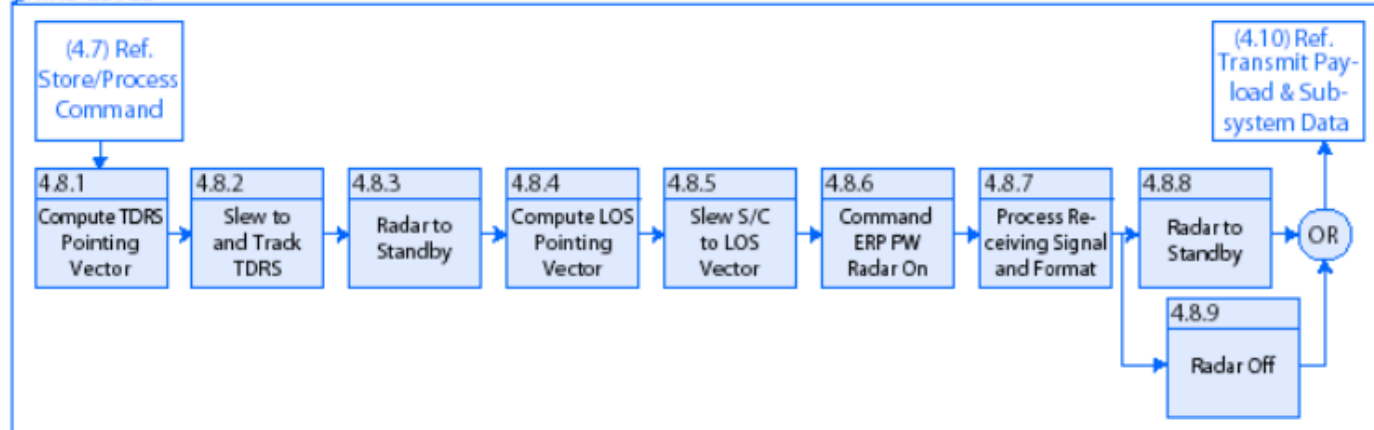 (4.7) Ref.
Store/Process
Command
(4.10) Ref.
Transmit Pay-
load & Sub-
system Data
4.8.1
Compute TDRS
Pointing
Vector
4.8.2
Slew to
and Track
TDRS
4.8.3
Radar to
Standby
4.8.4
Compute LOS
Pointing
Vector
4.8.5
Slew S/C
to LOS
Vector
4.8.6
Command
ERP PW
Radar On
4.8.7
Process Re-
ceiving Signal
and Format
4.8.8
Radar to
Standby
OR
4.8.9
Radar Off